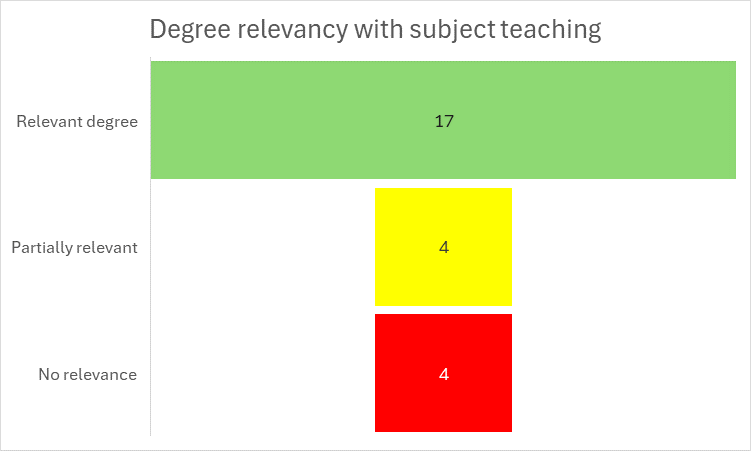 Degree relevancy with subject teaching
Relevant degree
17
Partially relevant
4
No relevance
4